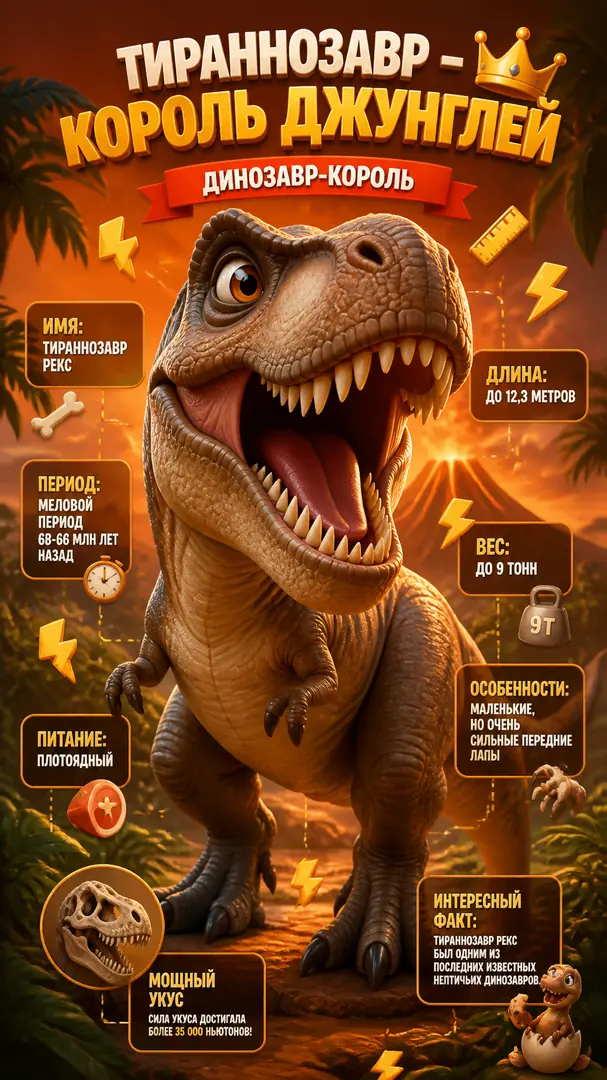 ТИРАННОЗАВР –
КОРОЛЬ ДЖУНГЛЕЙ
ДИНОЗАВР-КОРОЛЬ
ИМЯ:
ТИРАННОЗАВР
РЕКС
ДЛИНА:
ДО 12,3 МЕТРОВ
ПЕРИОД:
МЕЛОВОЙ
ПЕРИОД
68-66 МЛН ЛЕТ
НАЗАД
ВЕС:
ДО 9 ТОНН
9Т
ОСОБЕННОСТИ:
МАЛЕНЬКИЕ,
НО ОЧЕНЬ
СИЛЬНЫЕ ПЕРЕДНИЕ
ЛАПЫ
ПИТАНИЕ:
ПЛОТОЯДНЫЙ
ИНТЕРЕСНЫЙ
ФАКТ:
ТИРАННОЗАВР РЕКС
БЫЛ ОДНИМ ИЗ
ПОСЛЕДНИХ ИЗВЕСТНЫХ
НЕПТИЧЬИХ ДИНОЗАВРОВ.
МОЩНЫЙ
УКУС
СИЛА УКУСА ДОСТИГАЛА
БОЛЕЕ 35 000 НЬЮТОНОВ!